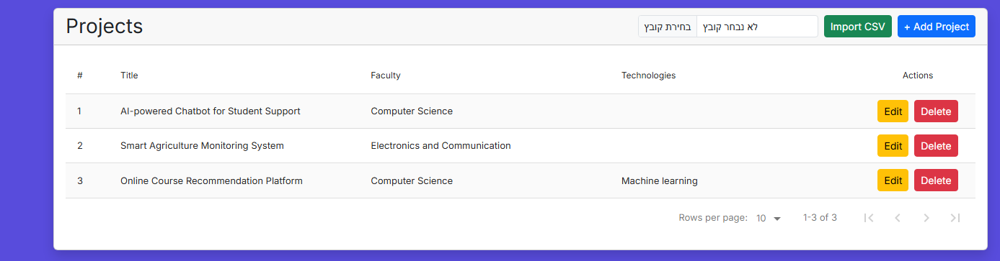 Projects
בחירת קובץ לא נבחר קובץ Import CSV + Add Project
# Title Faculty Technologies Actions
1 AI-powered Chatbot for Student Support Computer Science Edit Delete
2 Smart Agriculture Monitoring System Electronics and Communication Edit Delete
3 Online Course Recommendation Platform Computer Science Machine learning Edit Delete
Rows per page: 10 1-3 of 3